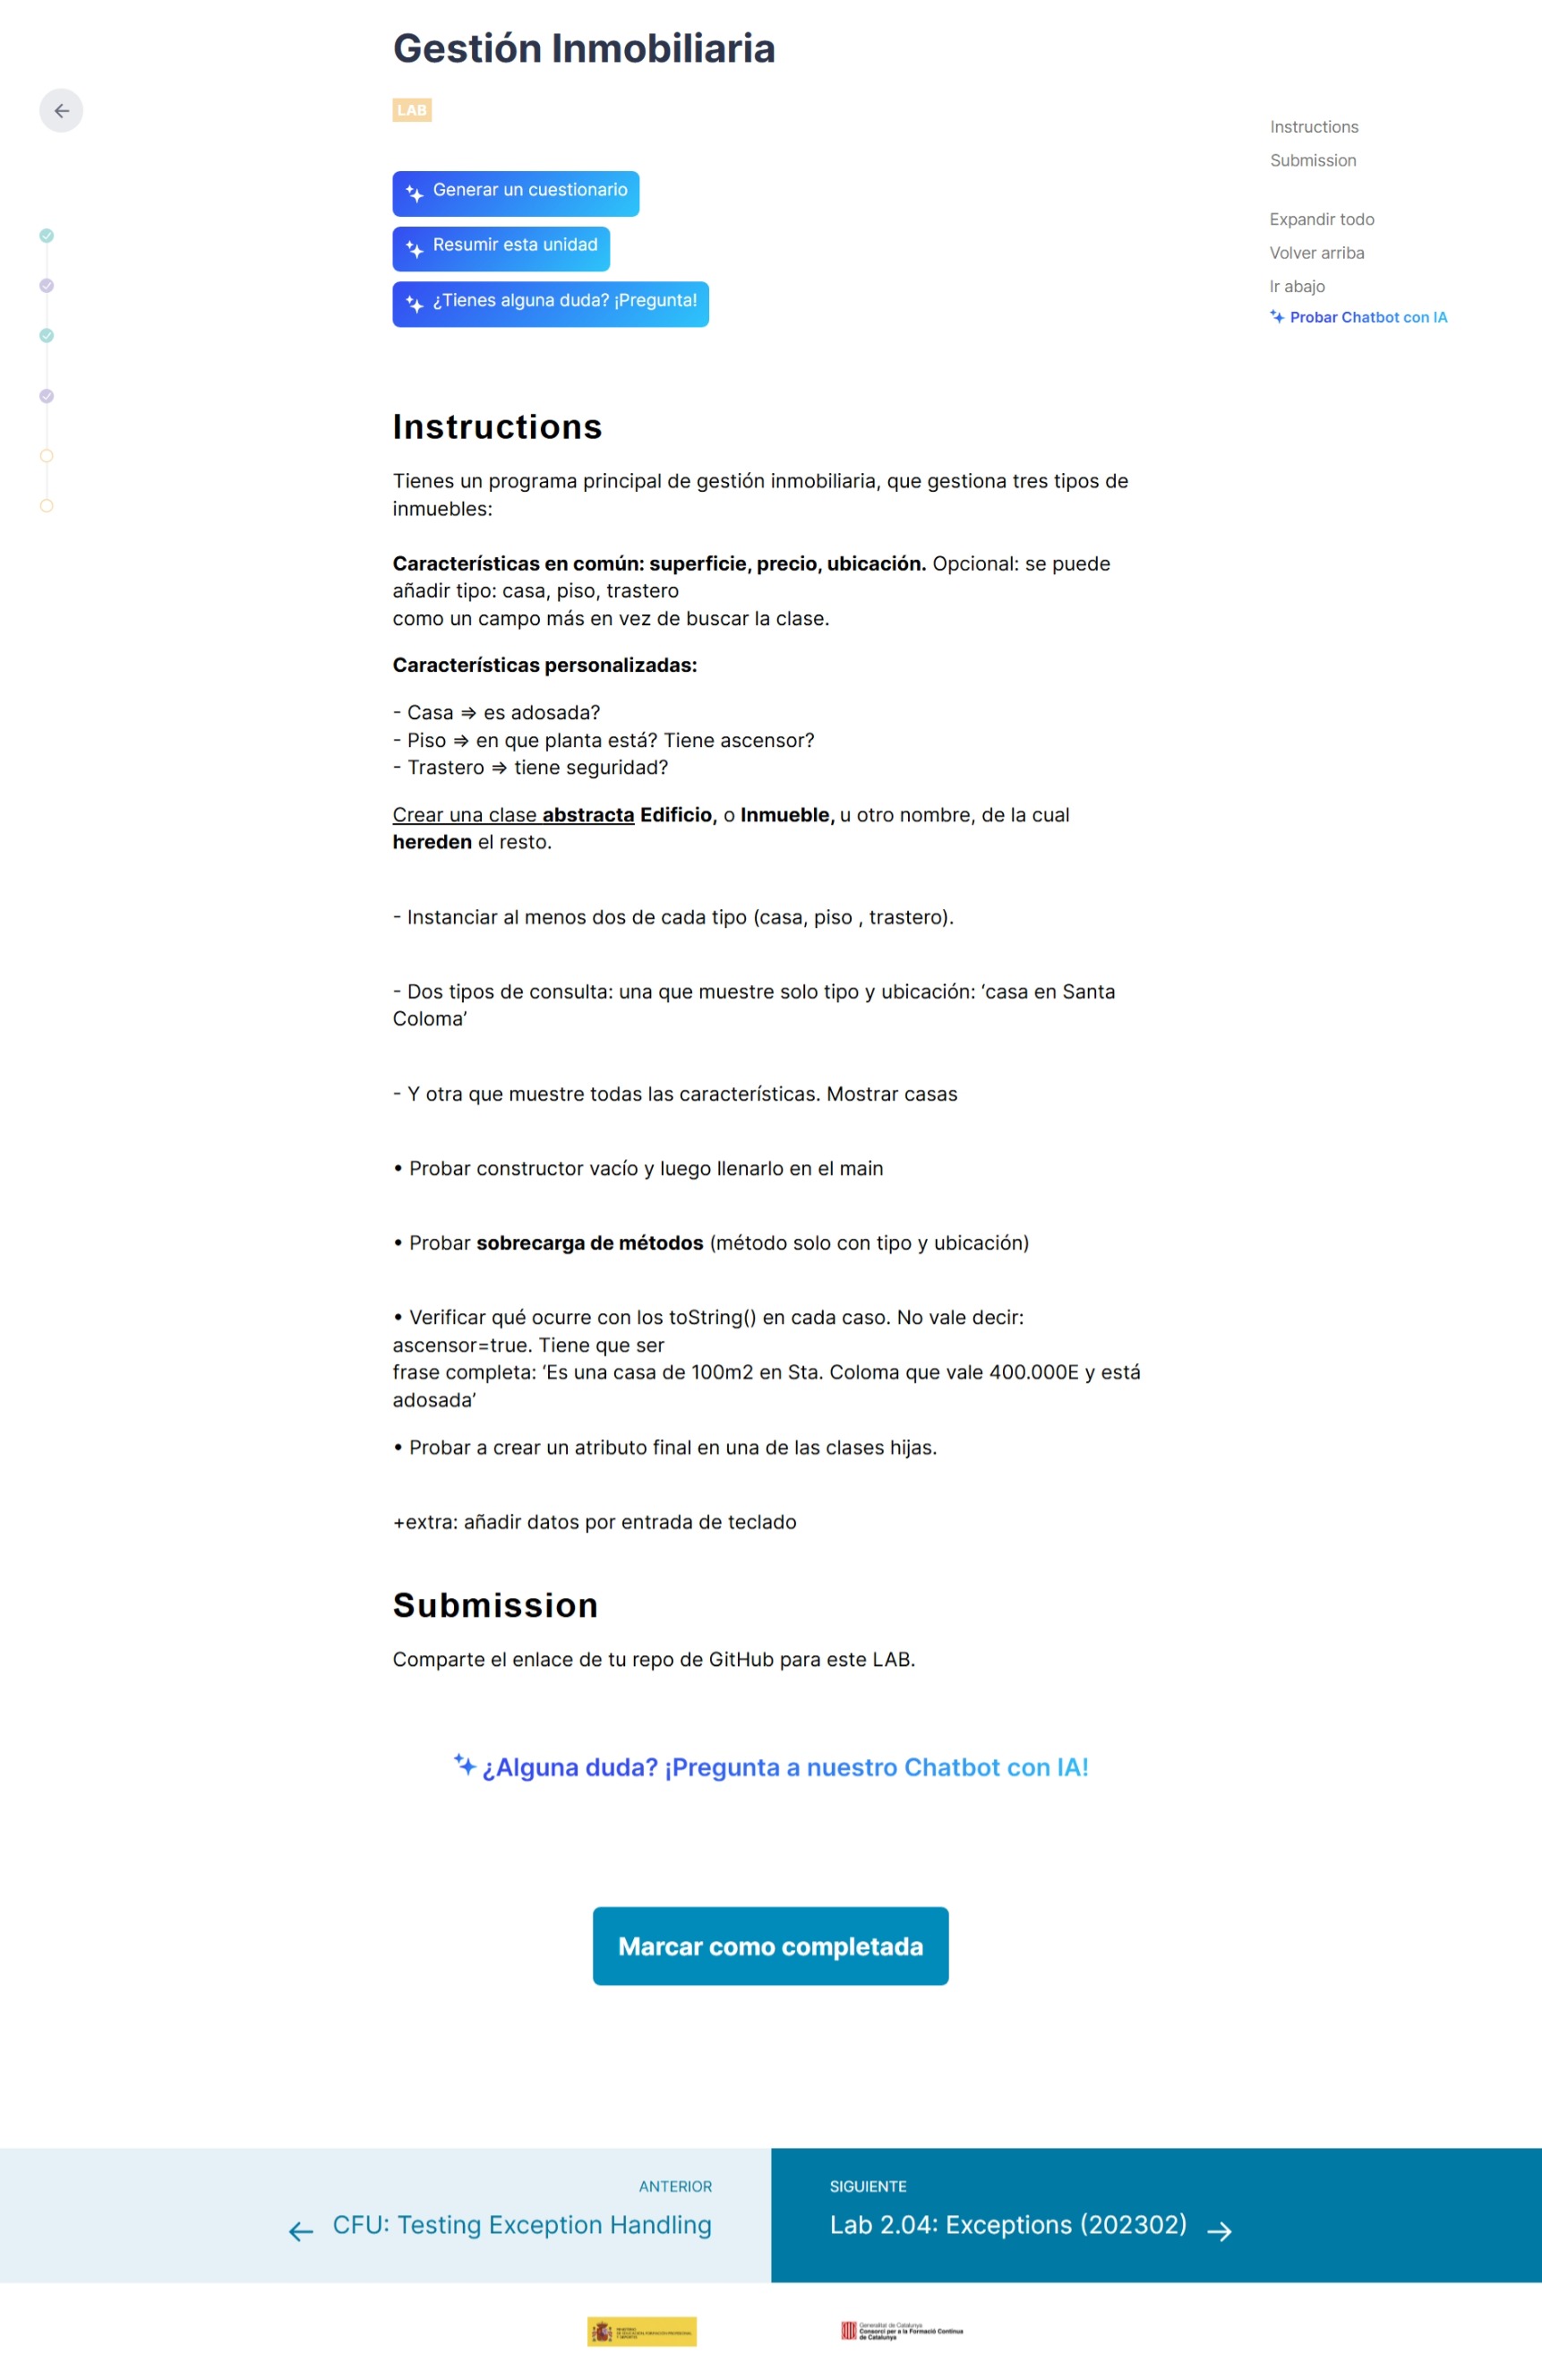 Gestión Inmobiliaria
LAB
Generar un cuestionario
Resumir esta unidad
¿Tienes alguna duda? ¡Pregunta!
Instructions
Submission
Expandir todo
Volver arriba
Ir abajo
Probar Chatbot con IA
Instructions
Tienes un programa principal de gestión inmobiliaria, que gestiona tres tipos de
inmuebles:
Características en común: superficie, precio, ubicación. Opcional: se puede
añadir tipo: casa, piso, trastero
como un campo más en vez de buscar la clase.
Características personalizadas:
- Casa => es adosada?
- Piso => en que planta está? Tiene ascensor?
- Trastero => tiene seguridad?
Crear una clase abstracta Edificio, o Inmueble, u otro nombre, de la cual
hereden el resto.
- Instanciar al menos dos de cada tipo (casa, piso , trastero).
- Dos tipos de consulta: una que muestre solo tipo y ubicación: ‘casa en Santa
Coloma’
- Y otra que muestre todas las características. Mostrar casas
• Probar constructor vacío y luego llenarlo en el main
• Probar sobrecarga de métodos (método solo con tipo y ubicación)
• Verificar qué ocurre con los toString() en cada caso. No vale decir:
ascensor=true. Tiene que ser
frase completa: ‘Es una casa de 100m2 en Sta. Coloma que vale 400.000E y está
adosada’
• Probar a crear un atributo final en una de las clases hijas.
+extra: añadir datos por entrada de teclado
Submission
Comparte el enlace de tu repo de GitHub para este LAB.
¿Alguna duda? ¡Pregunta a nuestro Chatbot con IA!
Marcar como completada
ANTERIOR
← CFU: Testing Exception Handling
SIGUIENTE
Lab 2.04: Exceptions (202302) →
Generalitat de Catalunya
Consorci per a la Formació Contínua
de Catalunya